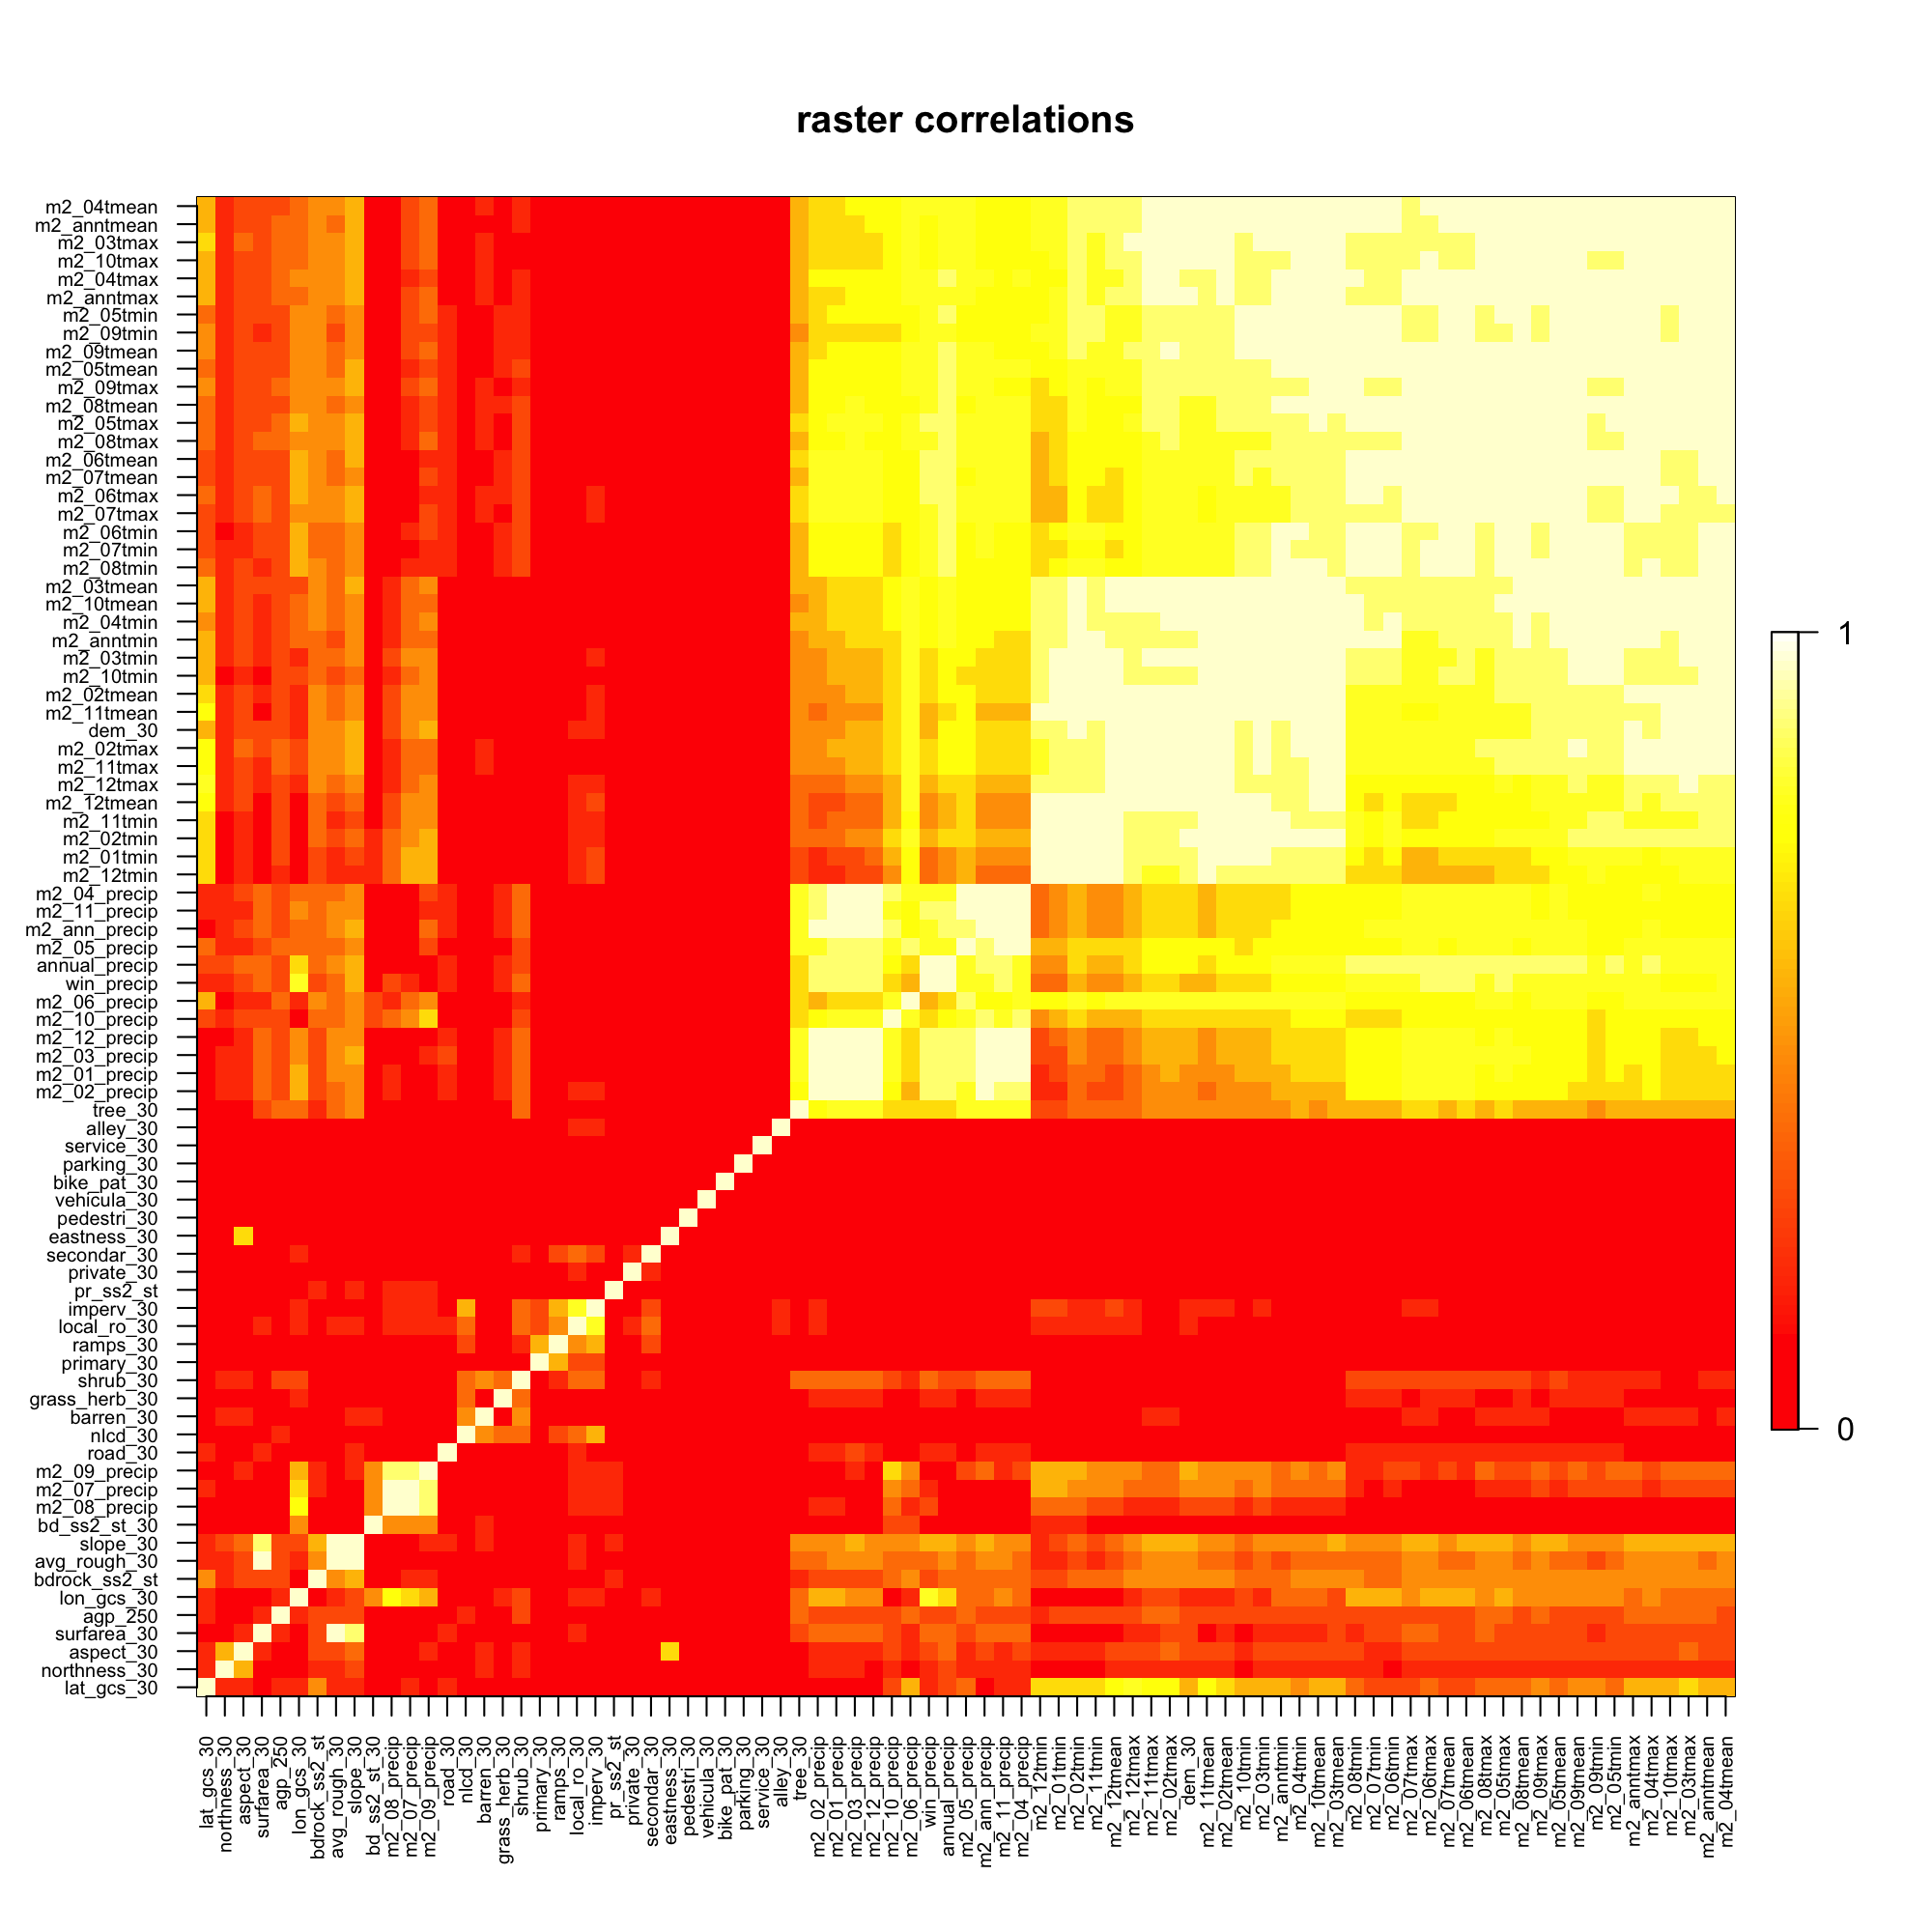 raster correlations
m2_04tmean
m2_anntmean
m2_03tmax
m2_10tmax
m2_04tmax
m2_anntmax
m2_05tmin
m2_09tmin
m2_09tmean
m2_05tmean
m2_09tmax
m2_08tmean
m2_05tmax
m2_08tmax
m2_06tmean
m2_07tmean
m2_06tmax
m2_07tmax
m2_06tmin
m2_07tmin
m2_08tmin
m2_03tmean
m2_10tmean
m2_04tmin
m2_anntmin
m2_03tmin
m2_10tmin
m2_02tmean
m2_11tmean
dem_30
m2_02tmax
m2_11tmax
m2_12tmax
m2_12tmean
m2_11tmin
m2_02tmin
m2_01tmin
m2_12tmin
m2_04_precip
m2_11_precip
m2_ann_precip
m2_05_precip
annual_precip
win_precip
m2_06_precip
m2_10_precip
m2_12_precip
m2_03_precip
m2_01_precip
m2_02_precip
tree_30
alley_30
service_30
parking_30
bike_pat_30
vehicula_30
pedestri_30
eastness_30
secondar_30
private_30
pr_ss2_st
imperv_30
local_ro_30
ramps_30
primary_30
shrub_30
grass_herb_30
barren_30
nlcd_30
road_30
m2_09_precip
m2_07_precip
m2_08_precip
bd_ss2_st_30
slope_30
avg_rough_30
bdrock_ss2_st
lon_gcs_30
agp_250
surfarea_30
aspect_30
northness_30
lat_gcs_30
1
0
lat_gcs_30
northness_30
aspect_30
surfarea_30
agp_250
lon_gcs_30
bdrock_ss2_st
avg_rough_30
slope_30
bd_ss2_st_30
m2_08_precip
m2_07_precip
m2_09_precip
road_30
nlcd_30
barren_30
grass_herb_30
shrub_30
primary_30
ramps_30
local_ro_30
imperv_30
pr_ss2_st
private_30
secondar_30
eastness_30
pedestri_30
vehicula_30
bike_pat_30
parking_30
service_30
alley_30
tree_30
m2_02_precip
m2_01_precip
m2_03_precip
m2_12_precip
m2_10_precip
m2_06_precip
win_precip
annual_precip
m2_05_precip
m2_ann_precip
m2_11_precip
m2_04_precip
m2_12tmin
m2_01tmin
m2_02tmin
m2_11tmin
m2_12tmean
m2_12tmax
m2_11tmax
m2_02tmax
dem_30
m2_11tmean
m2_02tmean
m2_10tmin
m2_03tmin
m2_anntmin
m2_04tmin
m2_10tmean
m2_03tmean
m2_08tmin
m2_07tmin
m2_06tmin
m2_07tmax
m2_06tmax
m2_07tmean
m2_06tmean
m2_08tmax
m2_05tmax
m2_08tmean
m2_09tmax
m2_05tmean
m2_09tmean
m2_09tmin
m2_05tmin
m2_anntmax
m2_04tmax
m2_10tmax
m2_03tmax
m2_anntmean
m2_04tmean